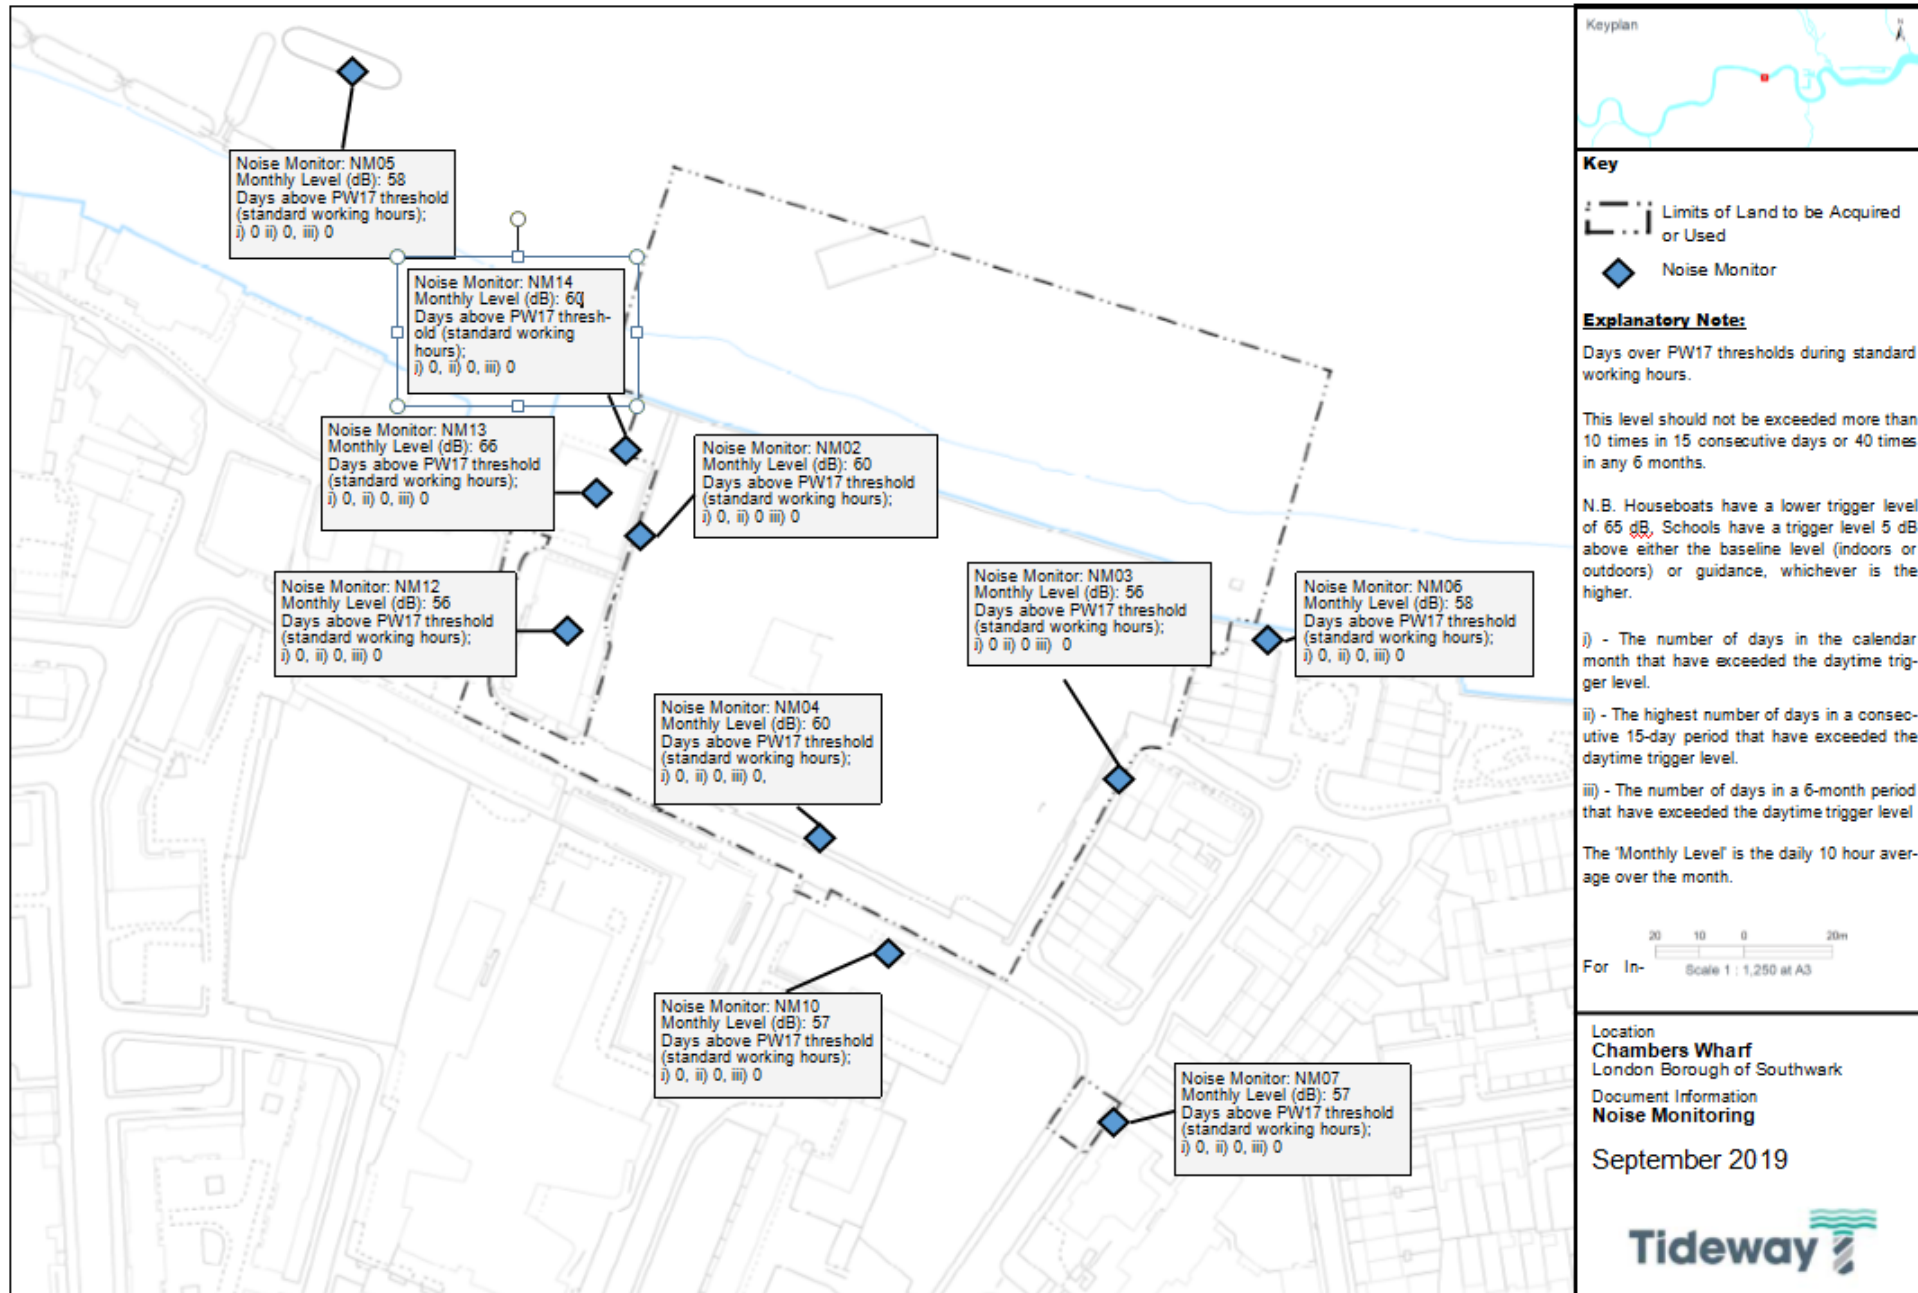 Noise Monitor: NM05
Monthly Level (dB): 58
Days above PW17 threshold
(standard working hours);
i) 0 ii) 0, iii) 0
Noise Monitor: NM14
Monthly Level (dB): 60
Days above PW17 thresh-
old (standard working
hours);
i) 0, ii) 0, iii) 0
Noise Monitor: NM13
Monthly Level (dB): 66
Days above PW17 threshold
(standard working hours);
i) 0, ii) 0, iii) 0
Noise Monitor: NM02
Monthly Level (dB): 60
Days above PW17 threshold
(standard working hours);
i) 0, ii) 0 iii) 0
Noise Monitor: NM12
Monthly Level (dB): 56
Days above PW17 threshold
(standard working hours);
i) 0, ii) 0, iii) 0
Noise Monitor: NM03
Monthly Level (dB): 56
Days above PW17 threshold
(standard working hours);
i) 0 ii) 0 iii) 0
Noise Monitor: NM06
Monthly Level (dB): 58
Days above PW17 threshold
(standard working hours);
i) 0, ii) 0, iii) 0
Noise Monitor: NM04
Monthly Level (dB): 60
Days above PW17 threshold
(standard working hours);
i) 0, ii) 0, iii) 0,
Noise Monitor: NM10
Monthly Level (dB): 57
Days above PW17 threshold
(standard working hours);
i) 0, ii) 0, iii) 0
Noise Monitor: NM07
Monthly Level (dB): 57
Days above PW17 threshold
(standard working hours);
i) 0, ii) 0, iii) 0
Keyplan
N
Key
Limits of Land to be Acquired
or Used
Noise Monitor
Explanatory Note:
Days over PW17 thresholds during standard
working hours.
This level should not be exceeded more than
10 times in 15 consecutive days or 40 times
in any 6 months.
N.B. Houseboats have a lower trigger level
of 65 dB, Schools have a trigger level 5 dB
above either the baseline level (indoors or
outdoors) or guidance, whichever is the
higher.
i) - The number of days in the calendar
month that have exceeded the daytime trig-
ger level.
ii) - The highest number of days in a consec-
utive 15-day period that have exceeded the
daytime trigger level.
iii) - The number of days in a 6-month period
that have exceeded the daytime trigger level
The 'Monthly Level' is the daily 10 hour aver-
age over the month.
20 10 0 20m
For In-
Scale 1 : 1,250 at A3
Location
Chambers Wharf
London Borough of Southwark
Document Information
Noise Monitoring
September 2019
Tideway